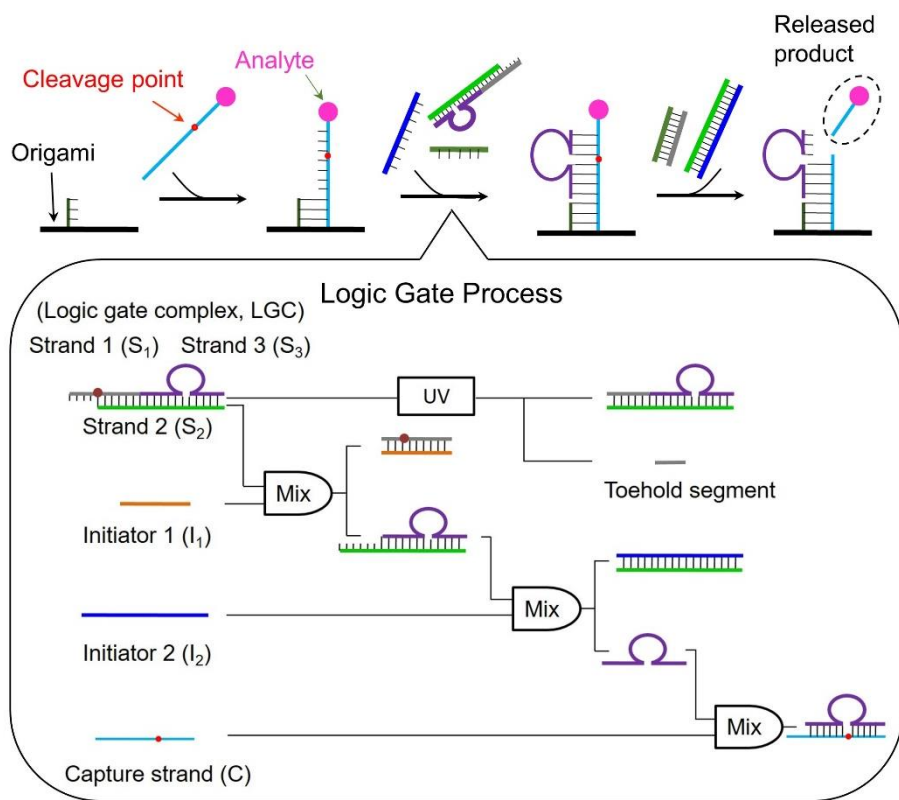 Released
product
Analyte
Cleavage point
Origami
Logic Gate Process
(Logic gate complex, LGC)
Strand 1 (S₁) Strand 3 (S₃)
UV
Strand 2 (S₂)
Mix
Toehold segment
Initiator 1 (I₁)
Mix
Initiator 2 (I₂)
Mix
Capture strand (C)